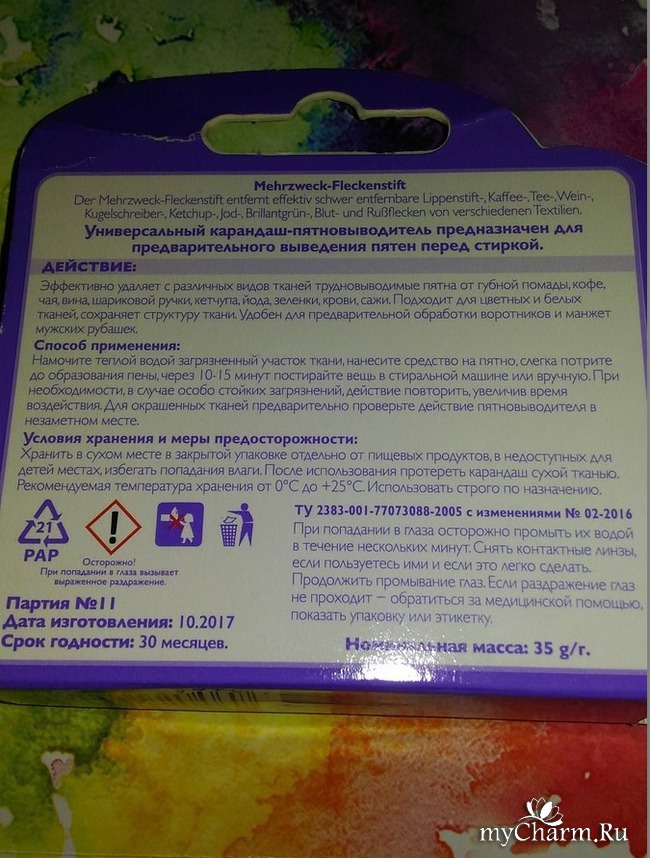 Mehrzweck-Fleckenstift
Der Mehrzweck-Fleckenstift entfernt effektiv schwer entfernbare Lippenstift-, Kaffee-,Tee-,Wein-,
Kugelschreiber-, Ketchup-, Jod-, Brillantgrün-, Blut- und Rußflecken von verschiedenen Textilien.
Универсальный карандаш-пятновыводитель предназначен для
предварительного выведения пятен перед стиркой.
ДЕЙСТВИЕ:
Эффективно удаляет с различных видов тканей трудновыводимые пятна от губной помады, кофе,
чая, вина, шариковой ручки, кетчупа, йода, зеленки, крови, сажи. Подходит для цветных и белых
тканей, сохраняет структуру ткани. Удобен для предварительной обработки воротников и манжет
мужских рубашек.
Способ применения:
Намочите теплой водой загрязненный участок ткани, нанесите средство на пятно, слегка потрите
до образования пены, через 10-15 минут постирайте вещь в стиральной машине или вручную. При
необходимости, в случае особо стойких загрязнений, действие повторить, увеличив время
воздействия. Для окрашенных тканей предварительно проверьте действие пятновыводителя в
незаметном месте.
Условия хранения и меры предосторожности:
Хранить в сухом месте в закрытой упаковке отдельно от пищевых продуктов, в недоступных для
детей местах, избегать попадания влаги. После использования протереть карандаш сухой тканью.
Рекомендуемая температура хранения от 0°С до +25°С. Использовать строго по назначению.
21
PAP
Осторожно!
При попадании в глаза вызывает
выраженное раздражение.
ТУ 2383-001-77073088-2005 с изменениями № 02-2016
При попадании в глаза осторожно промыть их водой
в течение нескольких минут. Снять контактные линзы,
если пользуетесь ими и если это легко сделать.
Продолжить промывание глаз. Если раздражение глаз
не проходит – обратиться за медицинской помощью,
показать упаковку или этикетку.
Партия №11
Дата изготовления: 10.2017
Срок годности: 30 месяцев.
Номинальная масса: 35 g/г.
myCharm.Ru